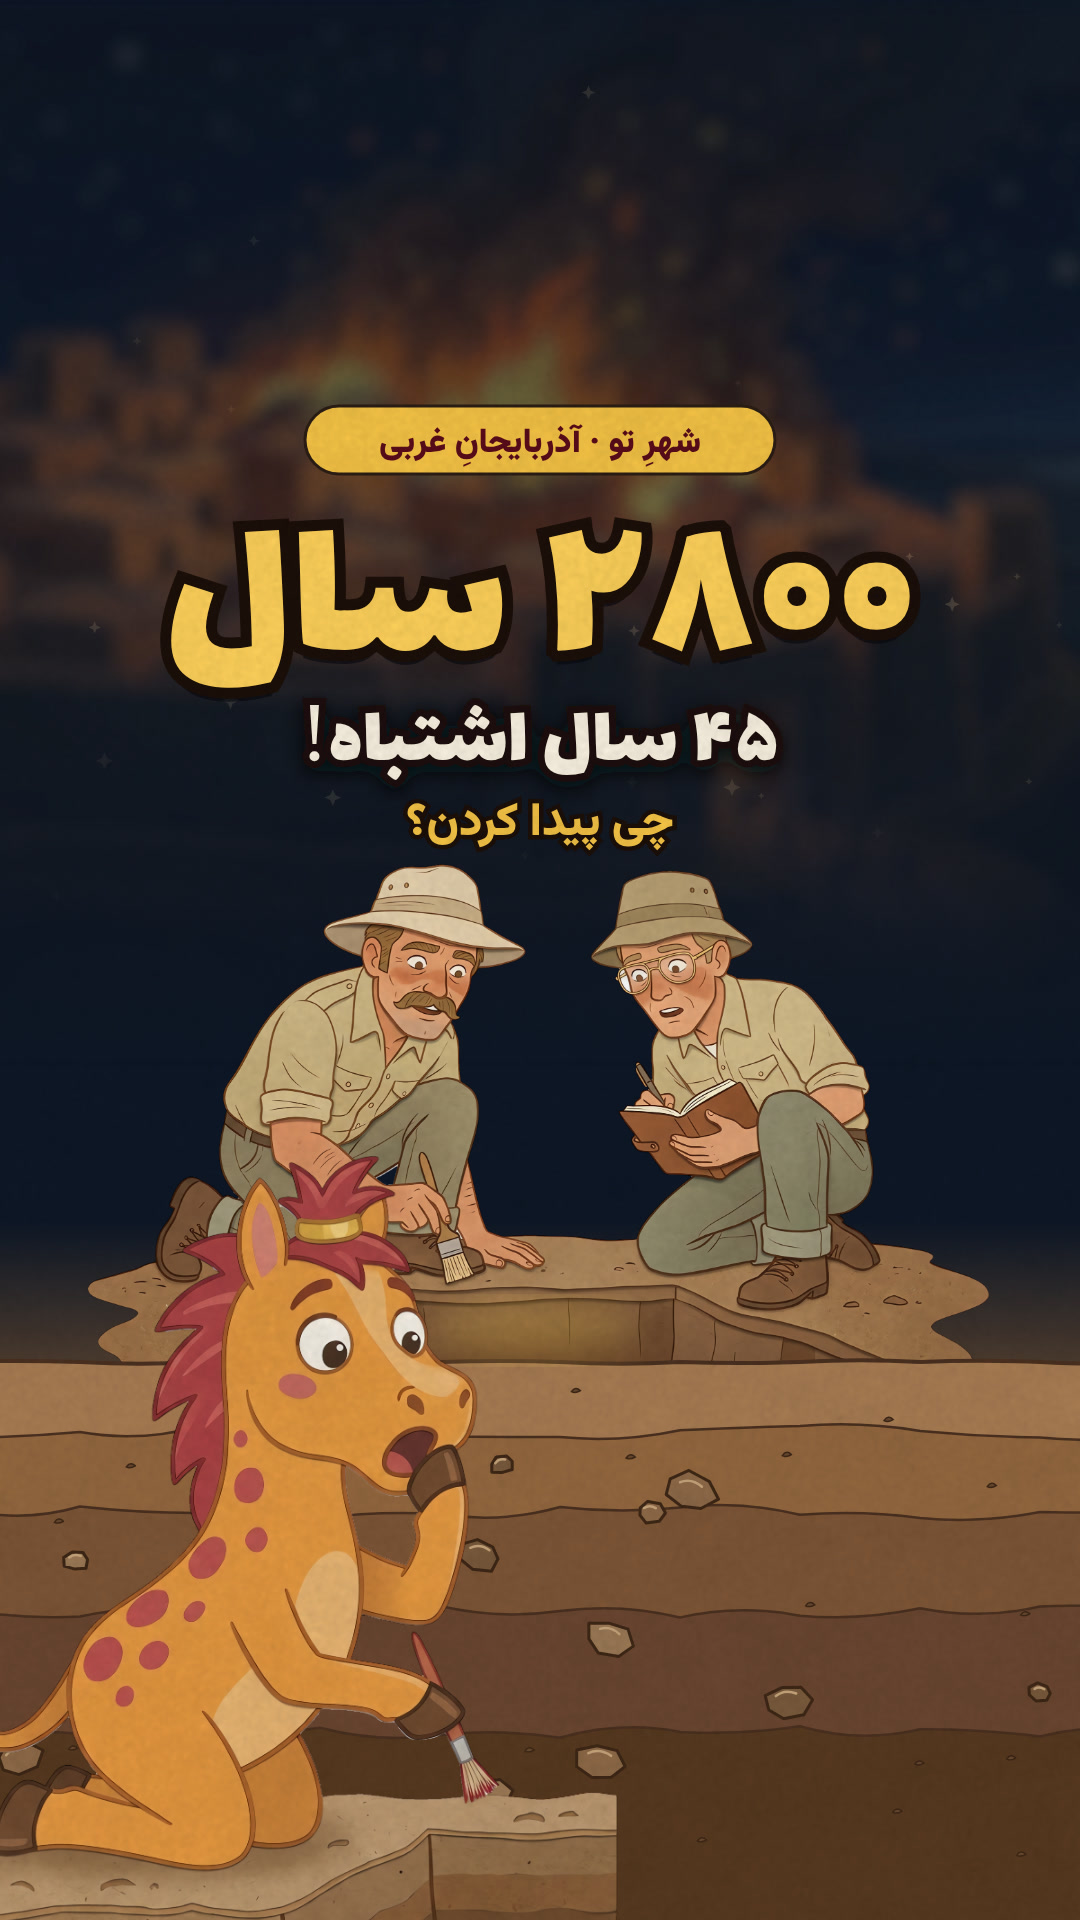 شهرِ تو · آذربایجانِ غربی
۲۸۰۰ سال
۴۵ سال اشتباه!
چی پیدا کردن؟